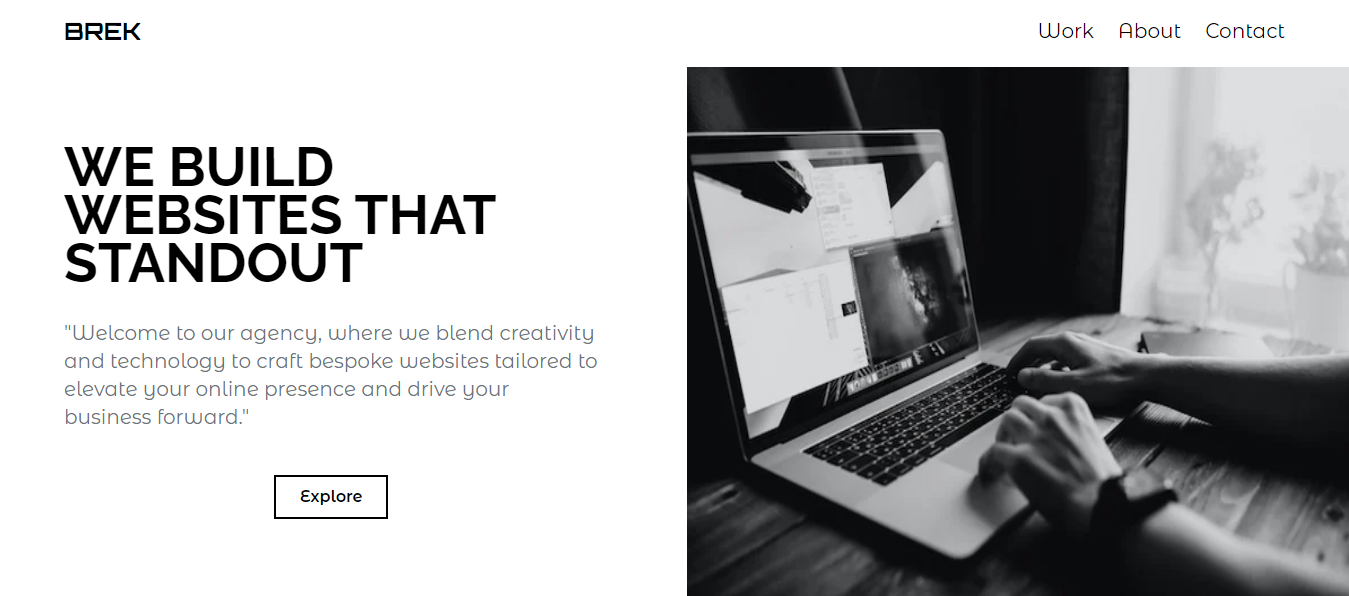 BREK
Work About Contact
WE BUILD
WEBSITES THAT
STANDOUT
"Welcome to our agency, where we blend creativity
and technology to craft bespoke websites tailored to
elevate your online presence and drive your
business forward."
Explore